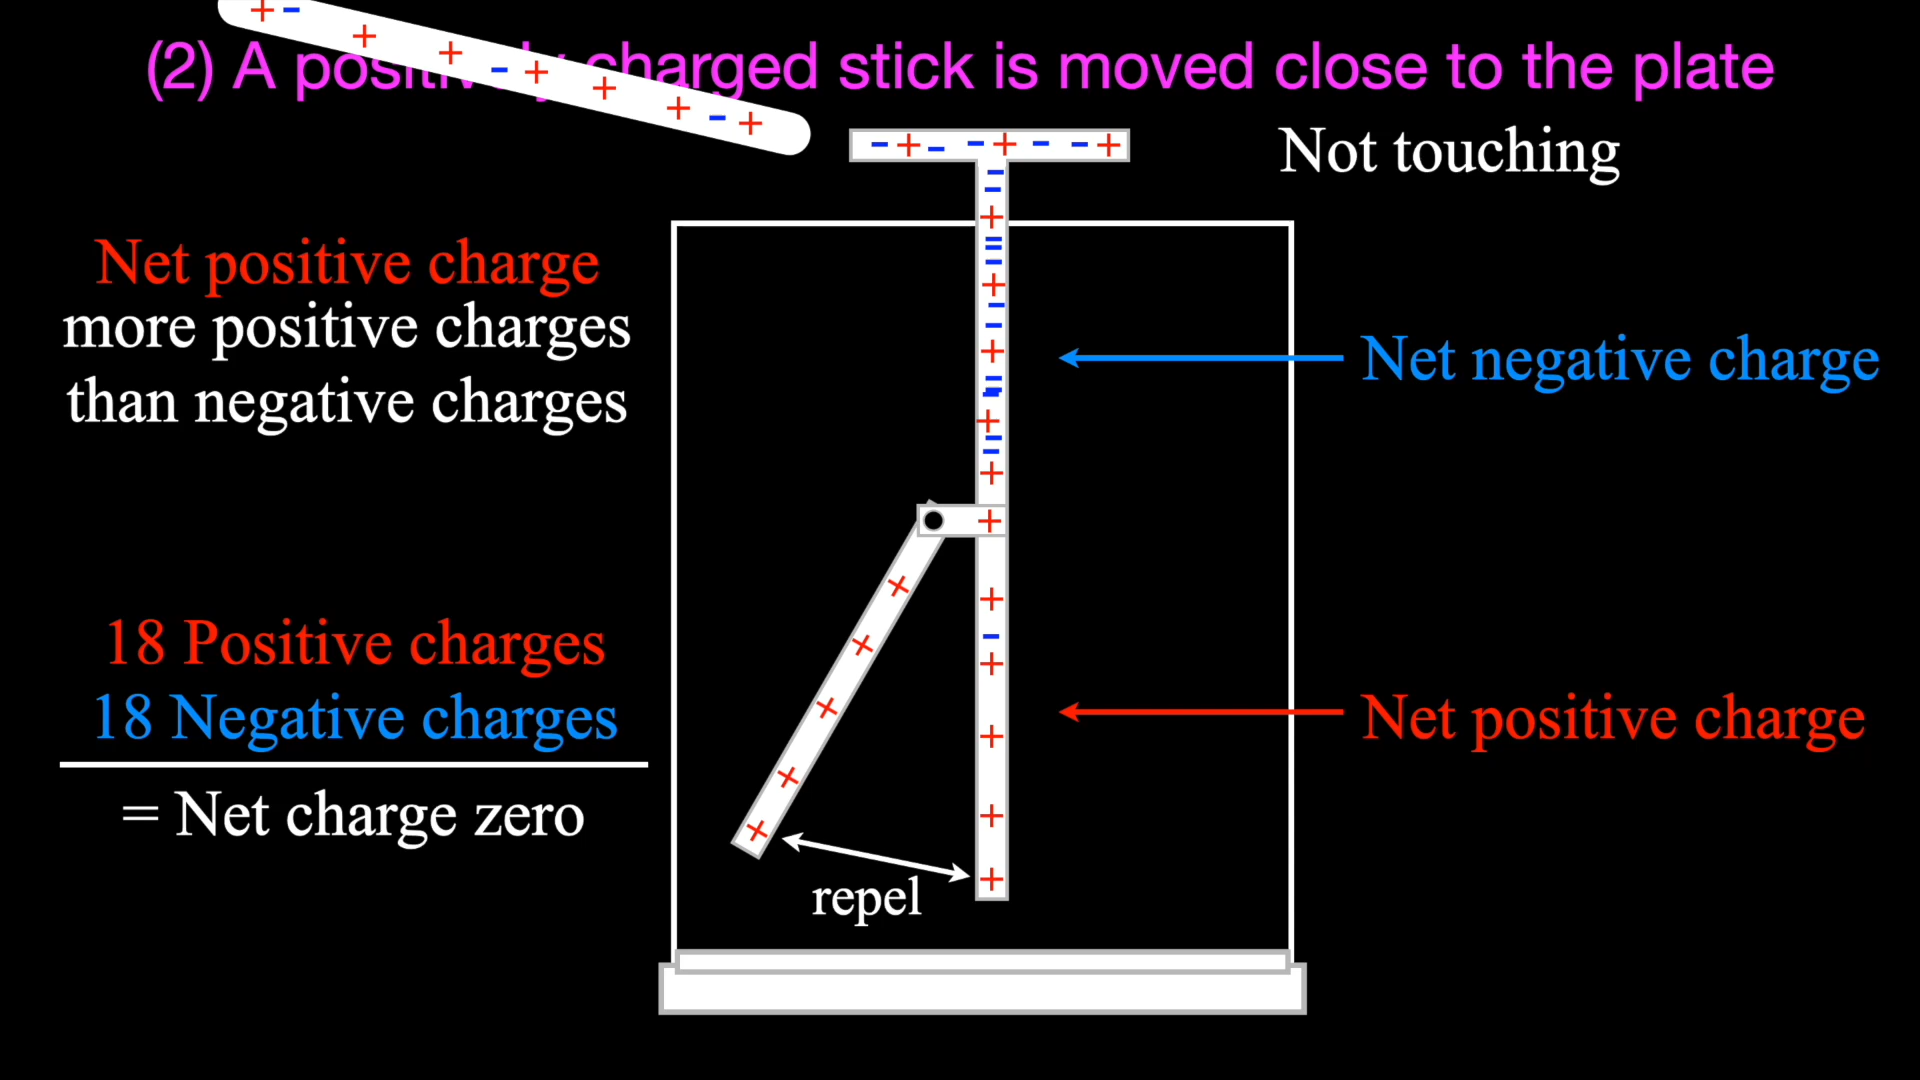 (2) A positively charged stick is moved close to the plate
Not touching
Net positive charge
more positive charges
than negative charges
Net negative charge
18 Positive charges
18 Negative charges
= Net charge zero
Net positive charge
repel